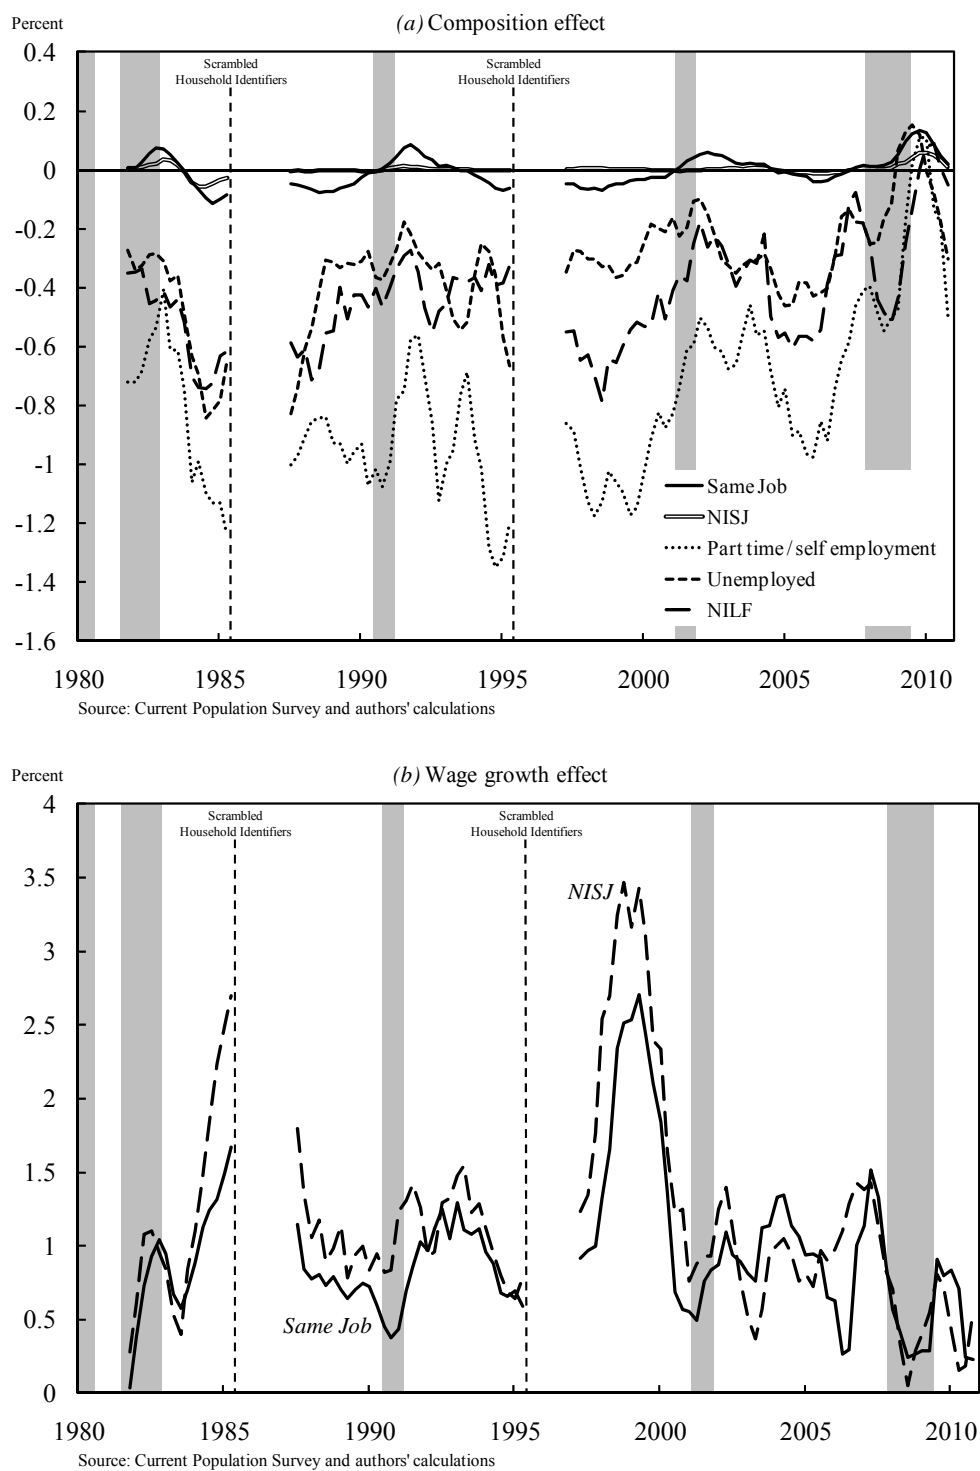 (a) Composition effect
Percent
0.4
Scrambled
Household Identifiers
Scrambled
Household Identifiers
0.2
0
-0.2
-0.4
-0.6
-0.8
-1
-1.2
-1.4
-1.6
Same Job
NISJ
Part time / self employment
Unemployed
NILF
1980 1985 1990 1995 2000 2005 2010
Source: Current Population Survey and authors' calculations
(b) Wage growth effect
Percent
4
Scrambled
Household Identifiers
Scrambled
Household Identifiers
3.5
NISJ
3
2.5
2
1.5
1
0.5
Same Job
0
1980 1985 1990 1995 2000 2005 2010
Source: Current Population Survey and authors' calculations